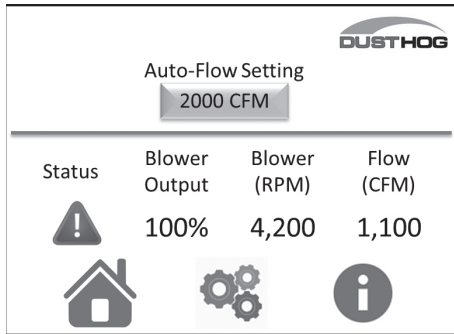 DUSTHOG
Auto-Flow Setting
2000 CFM
Status
Blower Output
Blower (RPM)
Flow (CFM)
!
100%
4,200
1,100
i